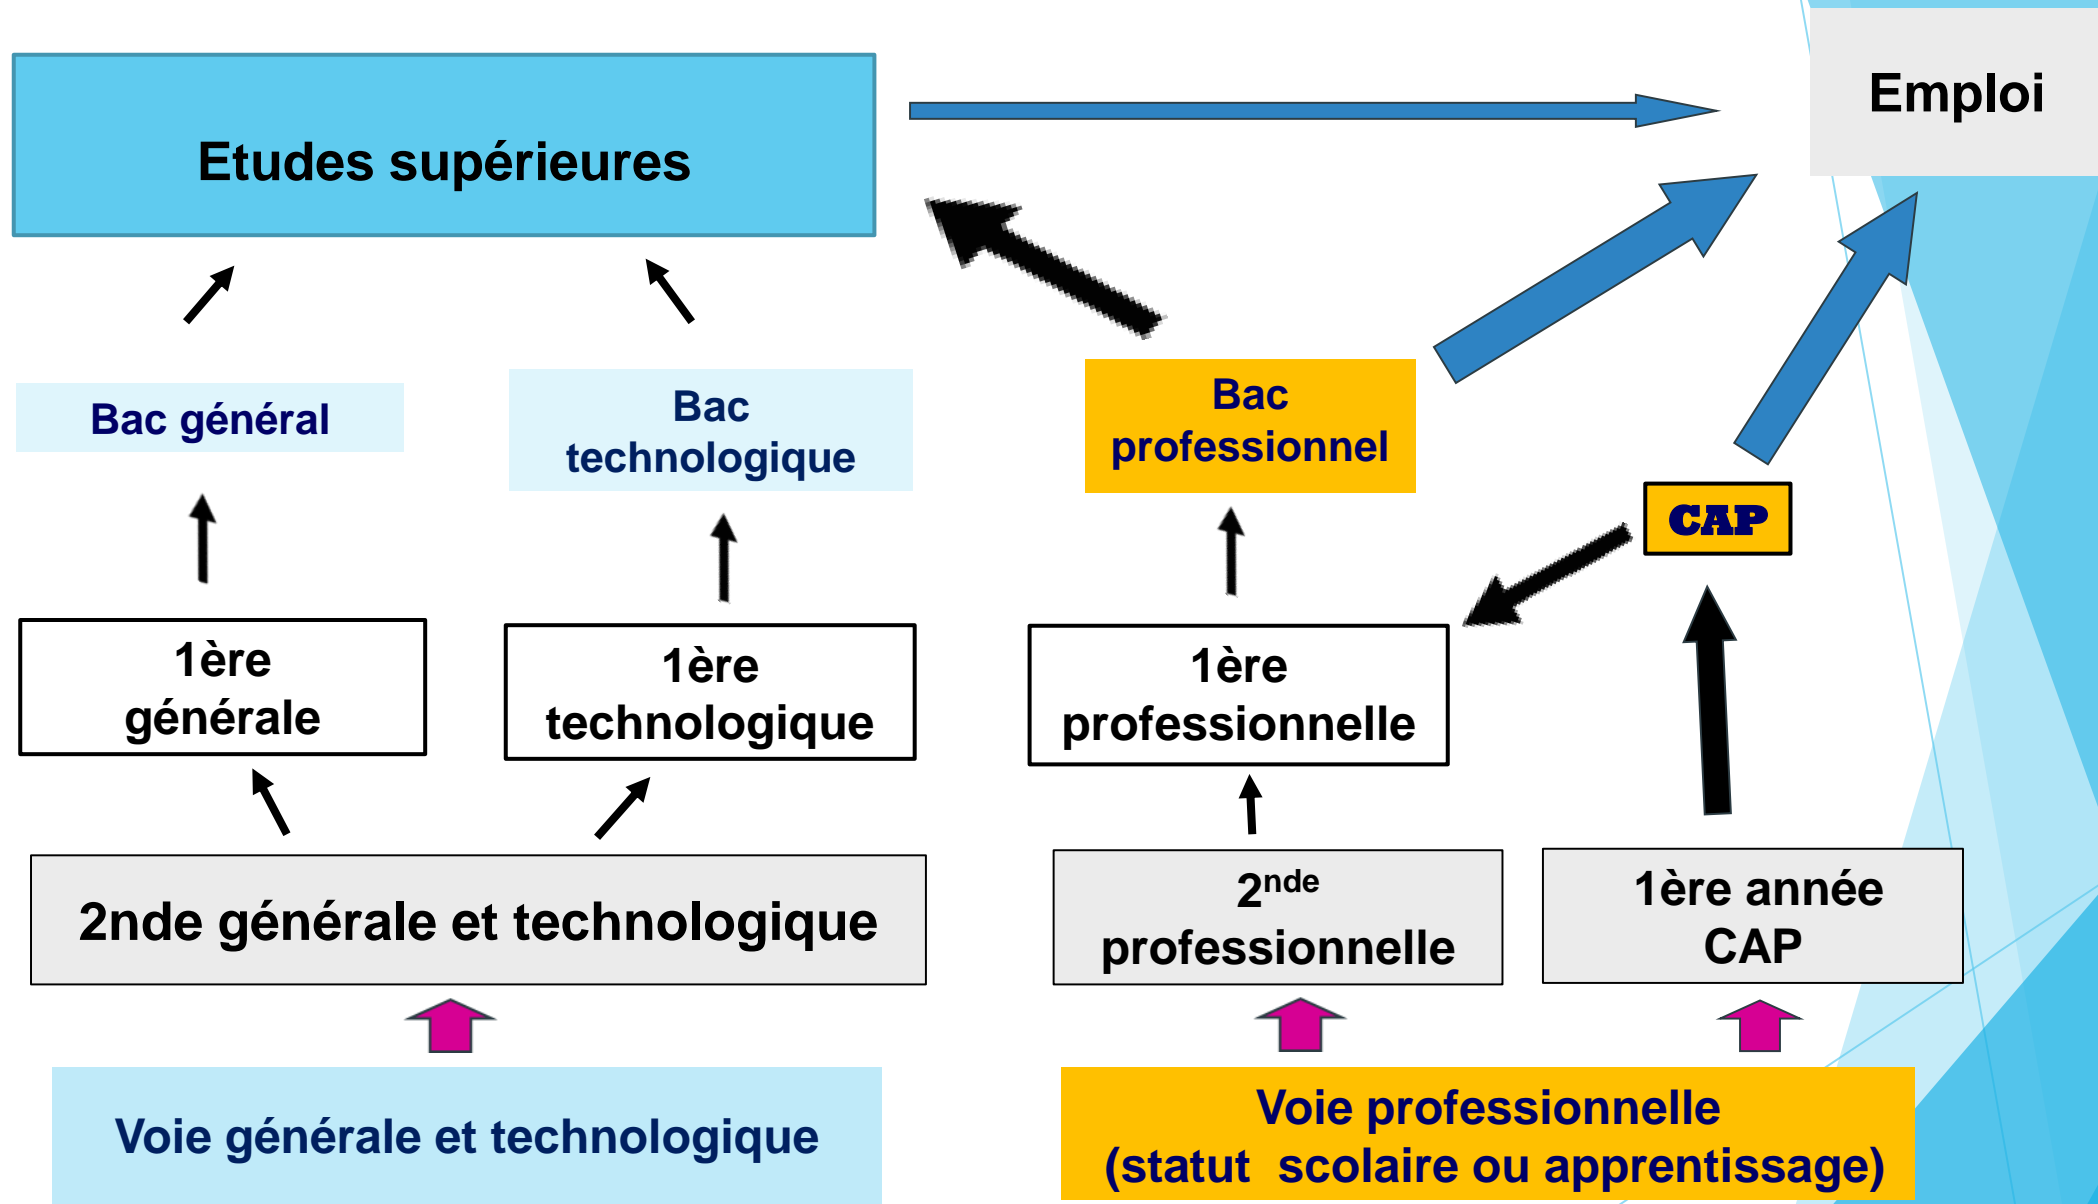 Emploi
Etudes supérieures
Bac général
Bac
technologique
Bac
professionnel
CAP
1ère
générale
1ère
technologique
1ère
professionnelle
2nde générale et technologique
2nde
professionnelle
1ère année
CAP
Voie générale et technologique
Voie professionnelle
(statut scolaire ou apprentissage)